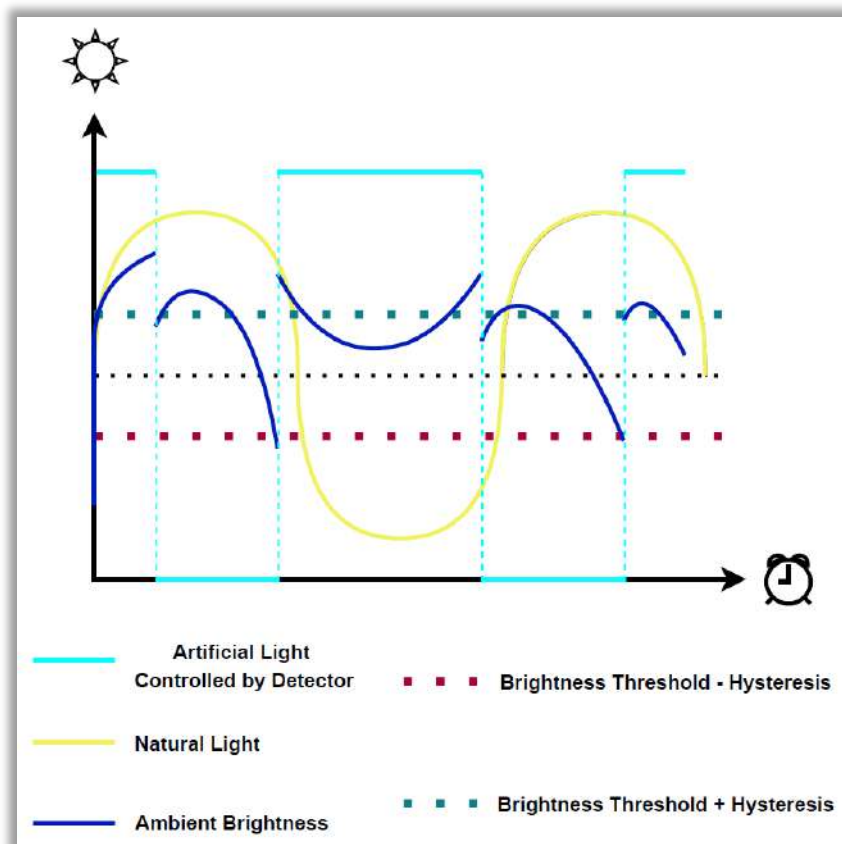 Artificial Light
Controlled by Detector
Brightness Threshold - Hysteresis
Natural Light
Brightness Threshold + Hysteresis
Ambient Brightness